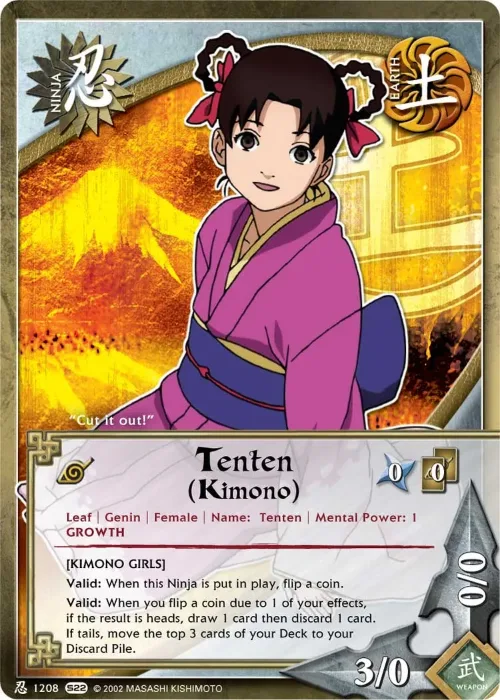 NINJA
忍
EARTH
土
"Cut it out!"
Tenten
(Kimono)
0
0
Leaf | Genin | Female | Name: Tenten | Mental Power: 1
GROWTH
[KIMONO GIRLS]
Valid: When this Ninja is put in play, flip a coin.
Valid: When you flip a coin due to 1 of your effects,
if the result is heads, draw 1 card then discard 1 card.
If tails, move the top 3 cards of your Deck to your
Discard Pile.
0/0
3/0
武
WEAPON
忍 1208 S22 © 2002 MASASHI KISHIMOTO